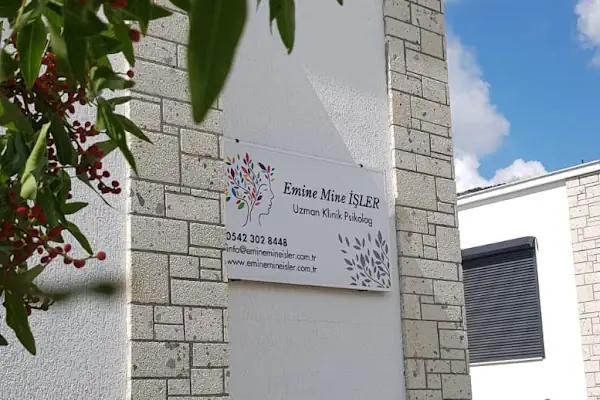 Emine Mine İŞLER
Uzman Klinik Psikolog
0542 302 8448
info@eminemineisler.com.tr
www.eminemineisler.com.tr